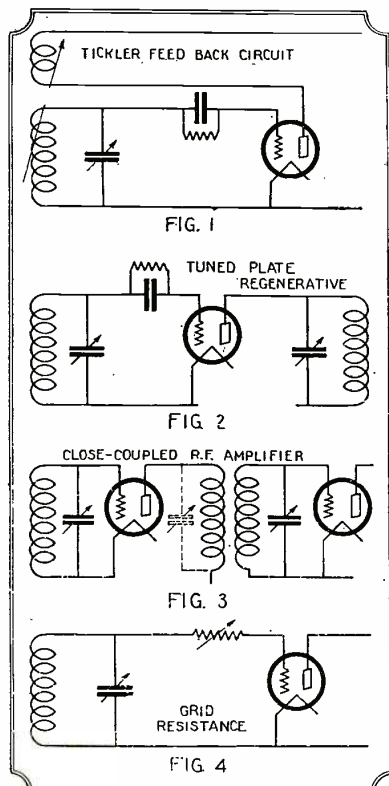 TICKLER FEED BACK CIRCUIT
FIG. 1
TUNED PLATE
REGENERATIVE
FIG. 2
CLOSE-COUPLED R.F. AMPLIFIER
FIG. 3
GRID
RESISTANCE
FIG. 4